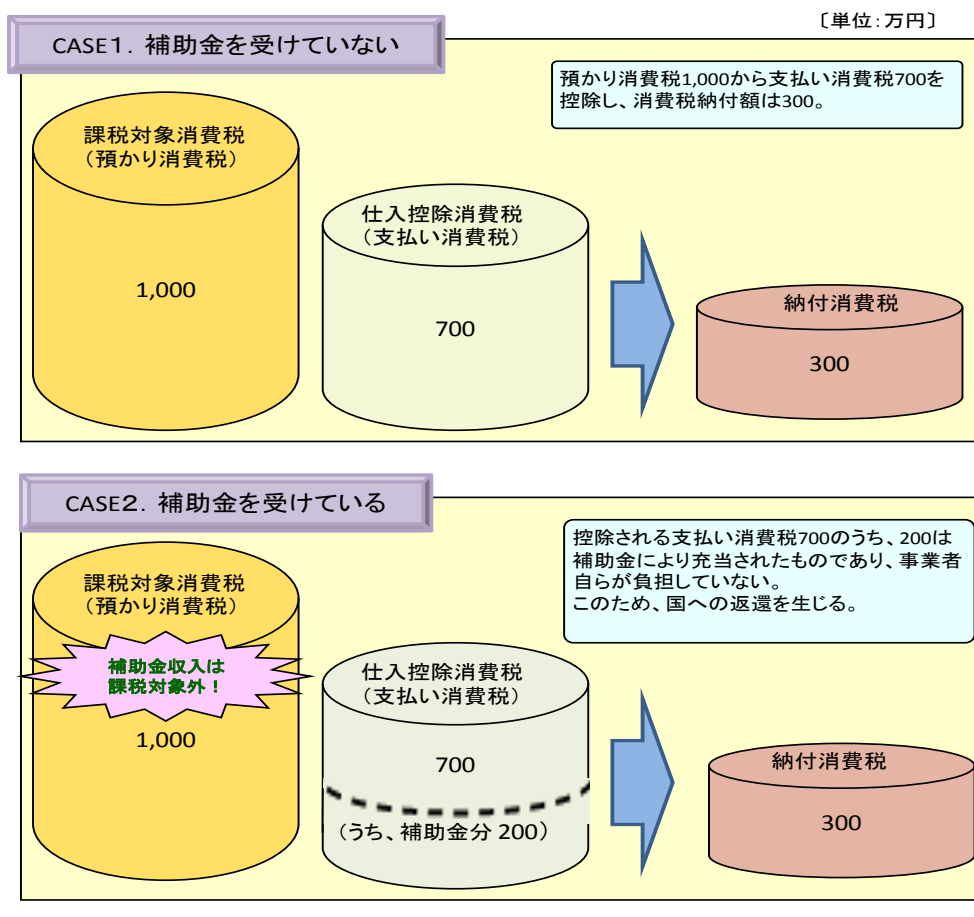 〔単位：万円〕
CASE1．補助金を受けていない
預かり消費税1,000から支払い消費税700を
控除し、消費税納付額は300。
課税対象消費税
（預かり消費税）
1,000
仕入控除消費税
（支払い消費税）
700
納付消費税
300
CASE２．補助金を受けている
控除される支払い消費税700のうち、200は
補助金により充当されたものであり、事業者
自らが負担していない。
このため、国への返還を生じる。
課税対象消費税
（預かり消費税）
補助金収入は
課税対象外！
1,000
仕入控除消費税
（支払い消費税）
700
（うち、補助金分 200）
納付消費税
300